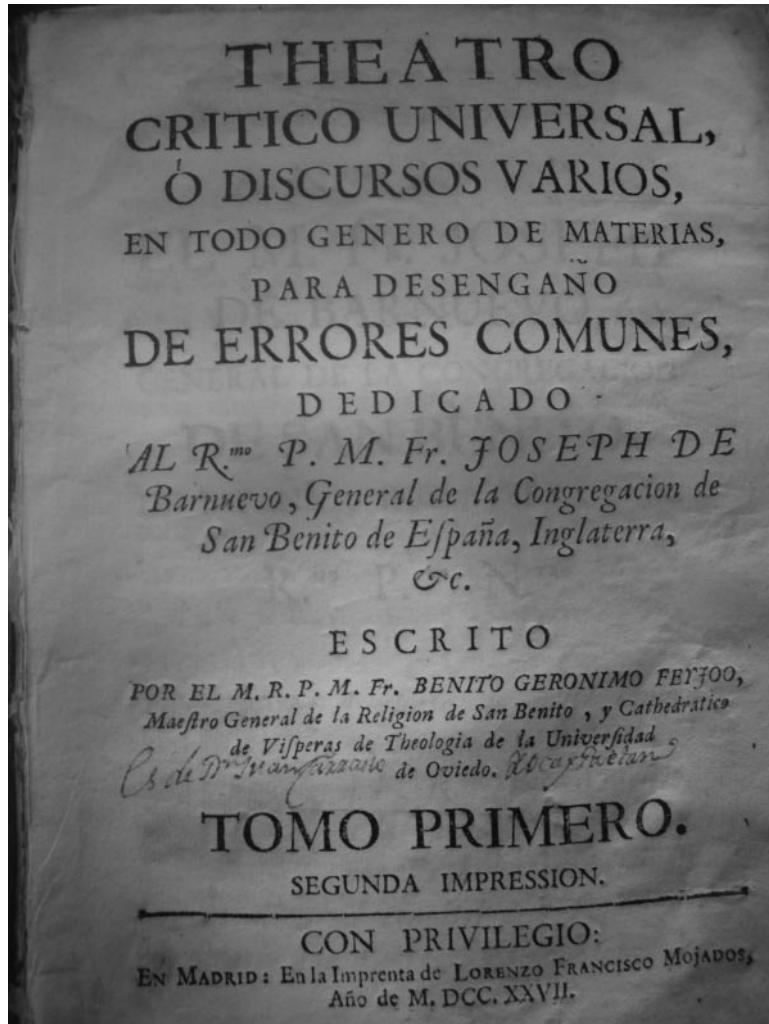 THEATRO
CRITICO UNIVERSAL,
Ò DISCURSOS VARIOS,
EN TODO GENERO DE MATERIAS,
PARA DESENGAÑO
DE ERRORES COMUNES,
DEDICADO
AL R.mo P. M. Fr. JOSEPH DE
Barnuevo, General de la Congregacion de
San Benito de Eſpaña, Inglaterra,
&c.
ESCRITO
POR EL M. R. P. M. Fr. BENITO GERONIMO FEYJOO,
Maeſtro General de la Religion de San Benito, y Cathedratico
de Viſperas de Theologia de la Univerſidad
Es de Dn Juan de Oviedo.
TOMO PRIMERO.
SEGUNDA IMPRESSION.
CON PRIVILEGIO:
EN MADRID: En la Imprenta de LORENZO FRANCISCO MOJADOS,
Año de M. DCC. XXVII.